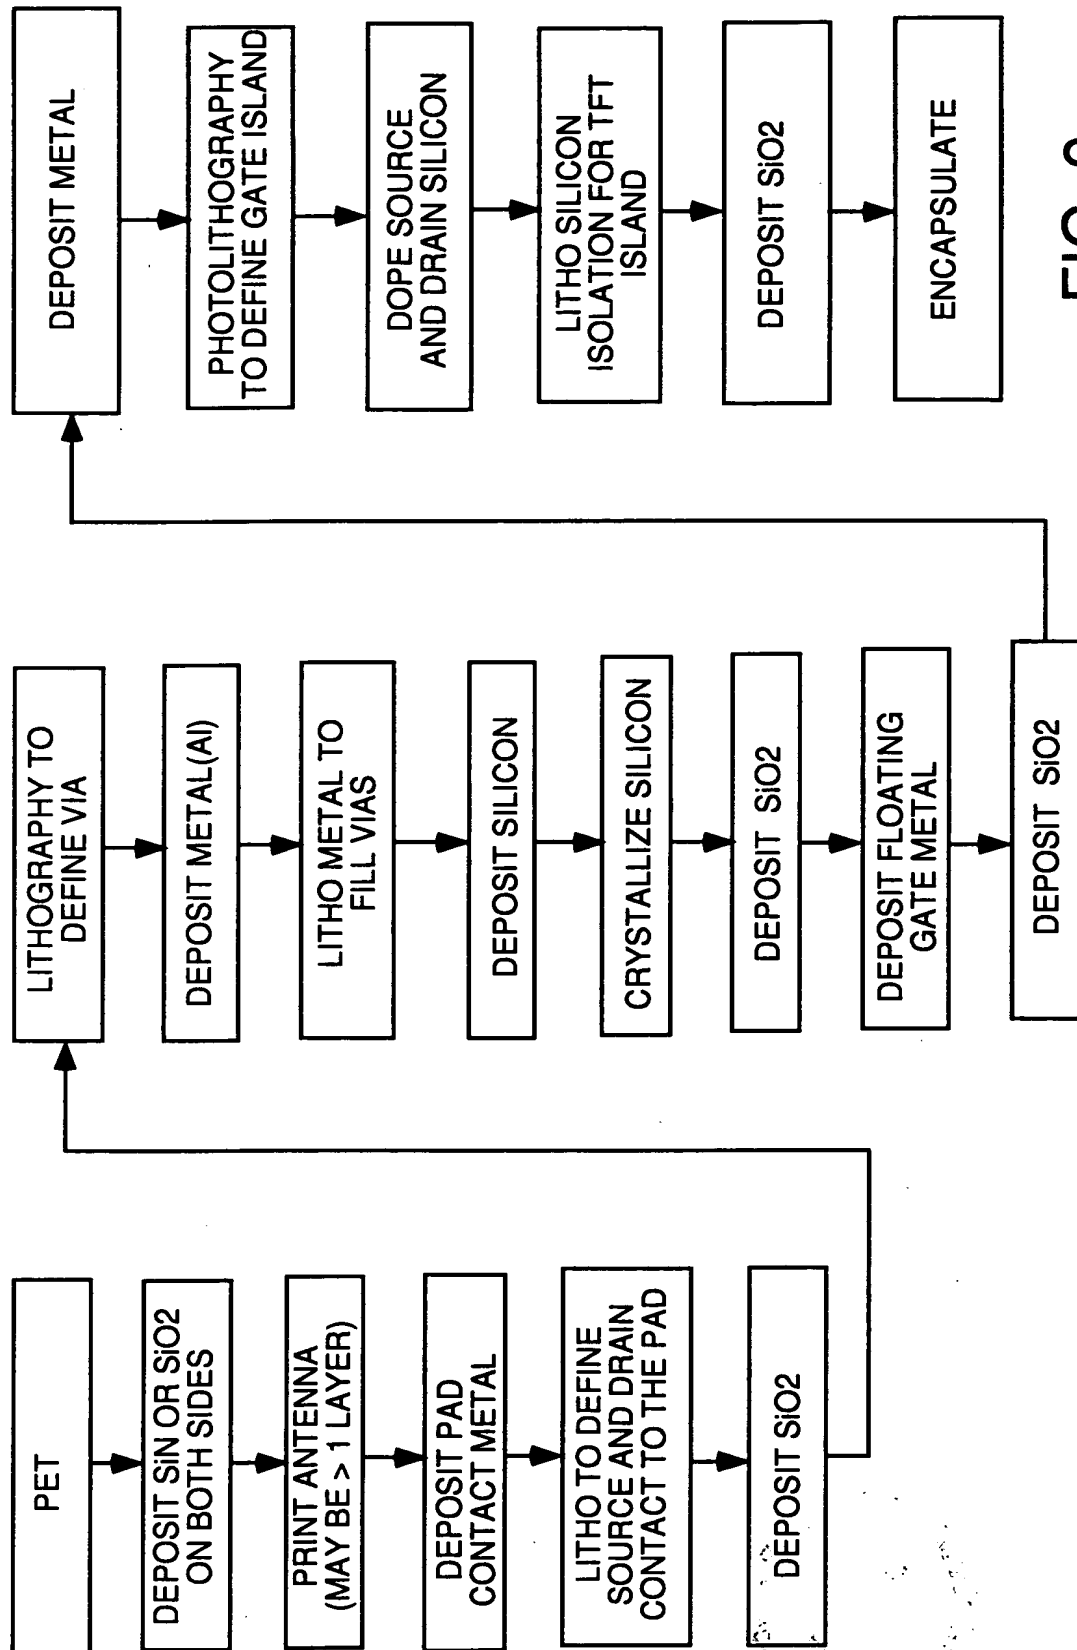 PET
DEPOSIT SiN OR SiO2
ON BOTH SIDES
PRINT ANTENNA
(MAY BE > 1 LAYER)
DEPOSIT PAD
CONTACT METAL
LITHO TO DEFINE
SOURCE AND DRAIN
CONTACT TO THE PAD
DEPOSIT SiO2
LITHOGRAPHY TO
DEFINE VIA
DEPOSIT METAL(Al)
LITHO METAL TO
FILL VIAS
DEPOSIT SILICON
CRYSTALLIZE SILICON
DEPOSIT SiO2
DEPOSIT FLOATING
GATE METAL
DEPOSIT SiO2
DEPOSIT METAL
PHOTOLITHOGRAPHY
TO DEFINE GATE ISLAND
DOPE SOURCE
AND DRAIN SILICON
LITHO SILICON
ISOLATION FOR TFT
ISLAND
DEPOSIT SiO2
ENCAPSULATE